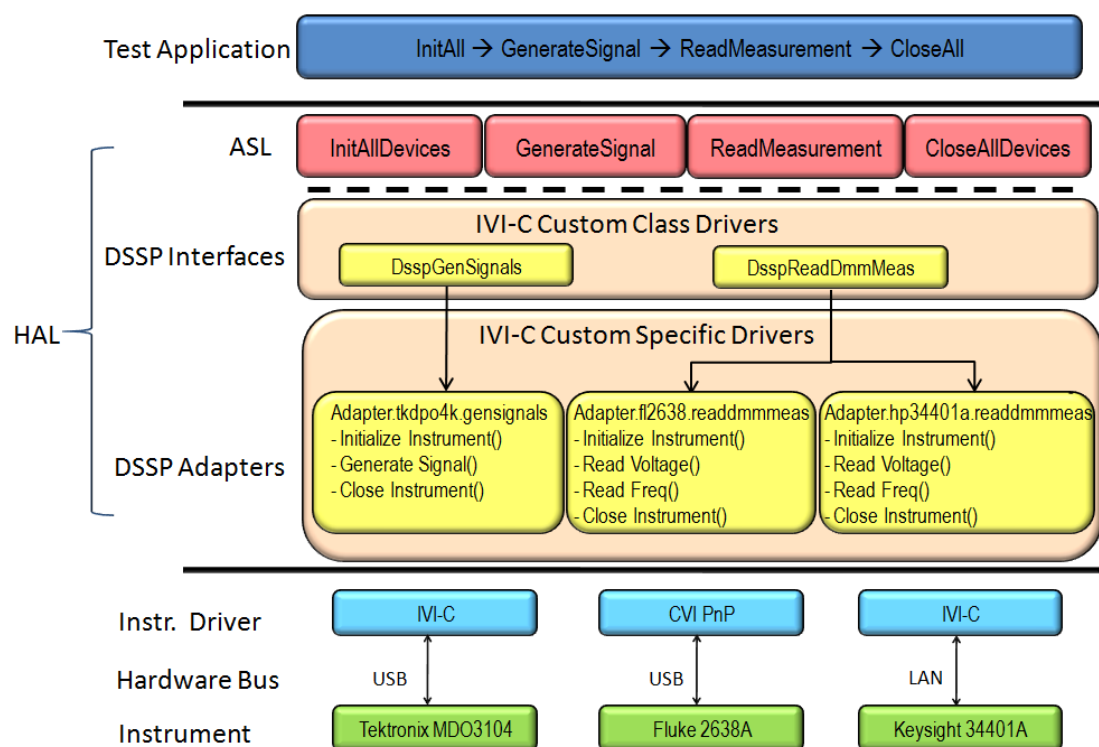 Test Application
InitAll → GenerateSignal → ReadMeasurement → CloseAll
ASL
InitAllDevices
GenerateSignal
ReadMeasurement
CloseAllDevices
HAL
DSSP Interfaces
IVI-C Custom Class Drivers
DsspGenSignals
DsspReadDmmMeas
DSSP Adapters
IVI-C Custom Specific Drivers
Adapter.tkdpo4k.gensignals
- Initialize Instrument()
- Generate Signal()
- Close Instrument()
Adapter.fl2638.readdmmmeas
- Initialize Instrument()
- Read Voltage()
- Read Freq()
- Close Instrument()
Adapter.hp34401a.readdmmmeas
- Initialize Instrument()
- Read Voltage()
- Read Freq()
- Close Instrument()
Instr. Driver
IVI-C
CVI PnP
IVI-C
Hardware Bus
USB
USB
LAN
Instrument
Tektronix MDO3104
Fluke 2638A
Keysight 34401A